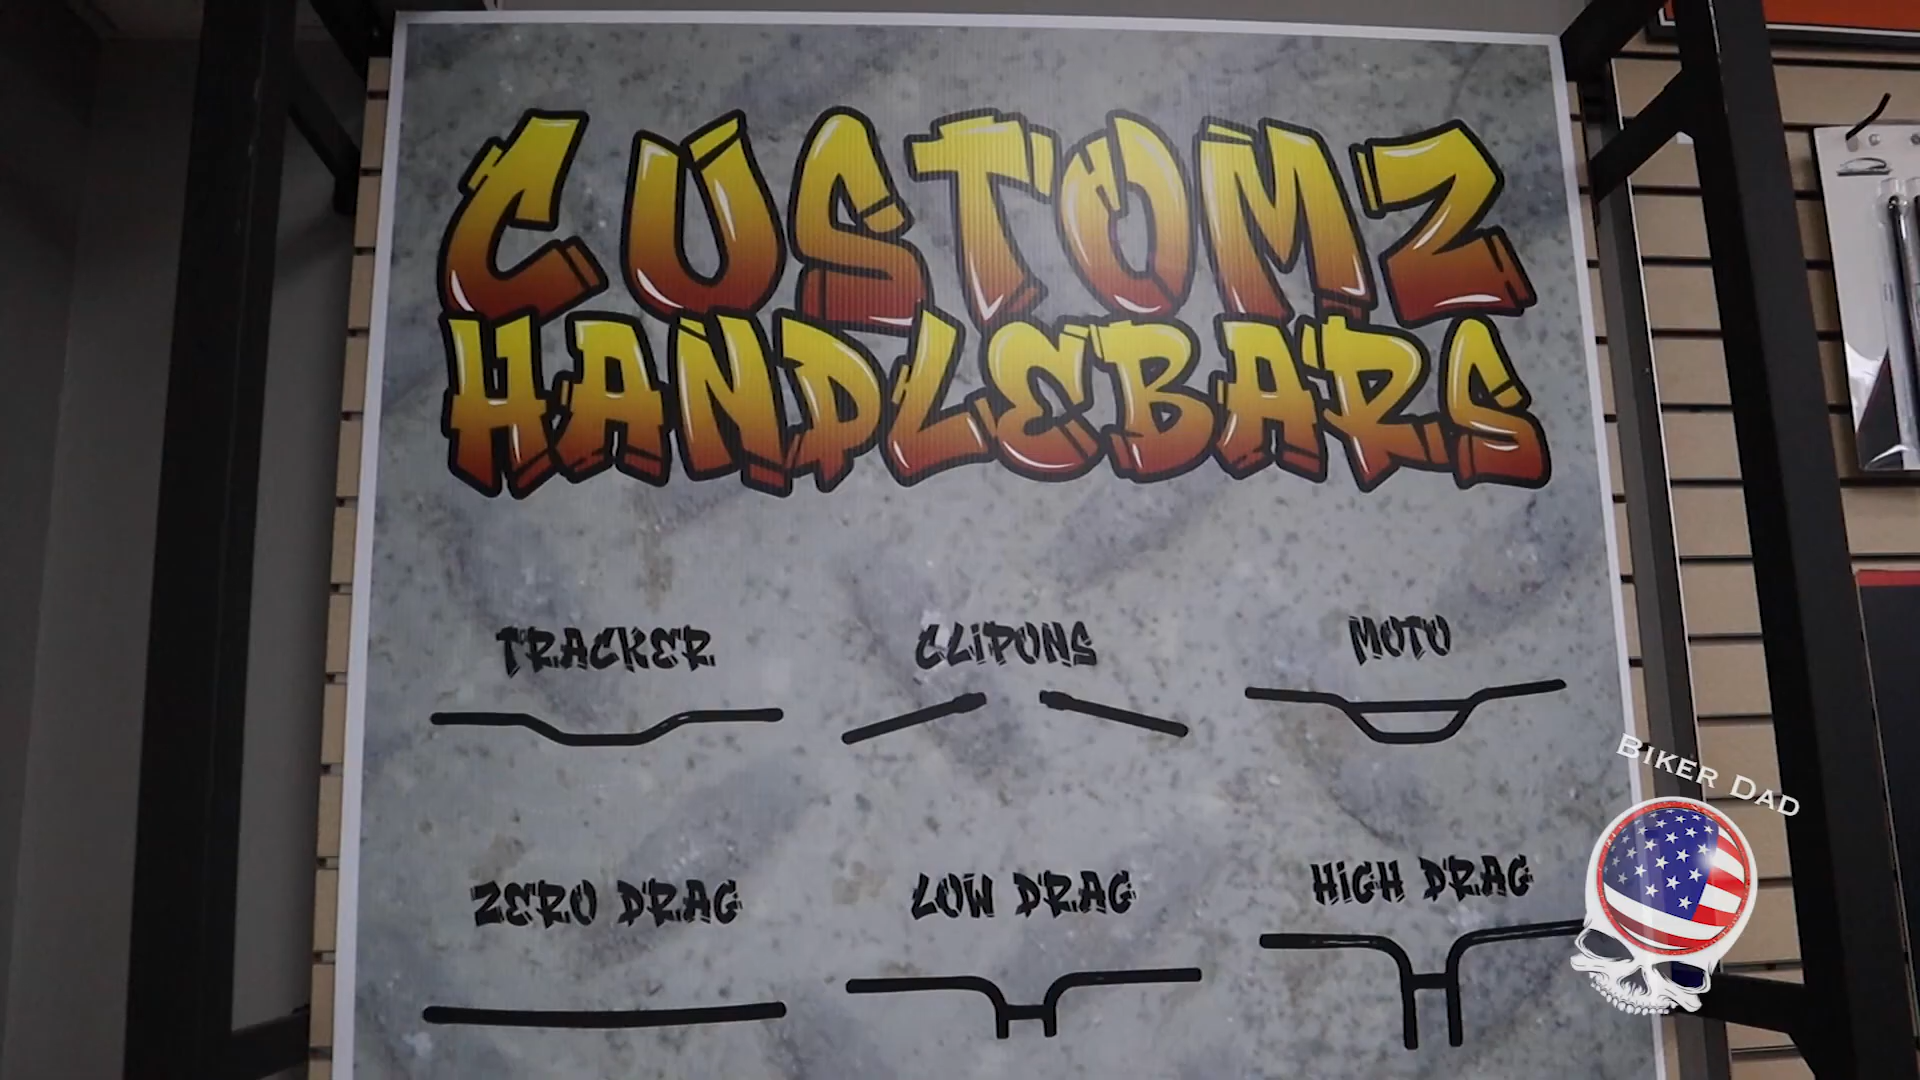 CUSTOMZ
HANDLEBARS
TRACKER
CLIPONS
MOTO
ZERO DRAG
LOW DRAG
HIGH DRAG
BIKER DAD